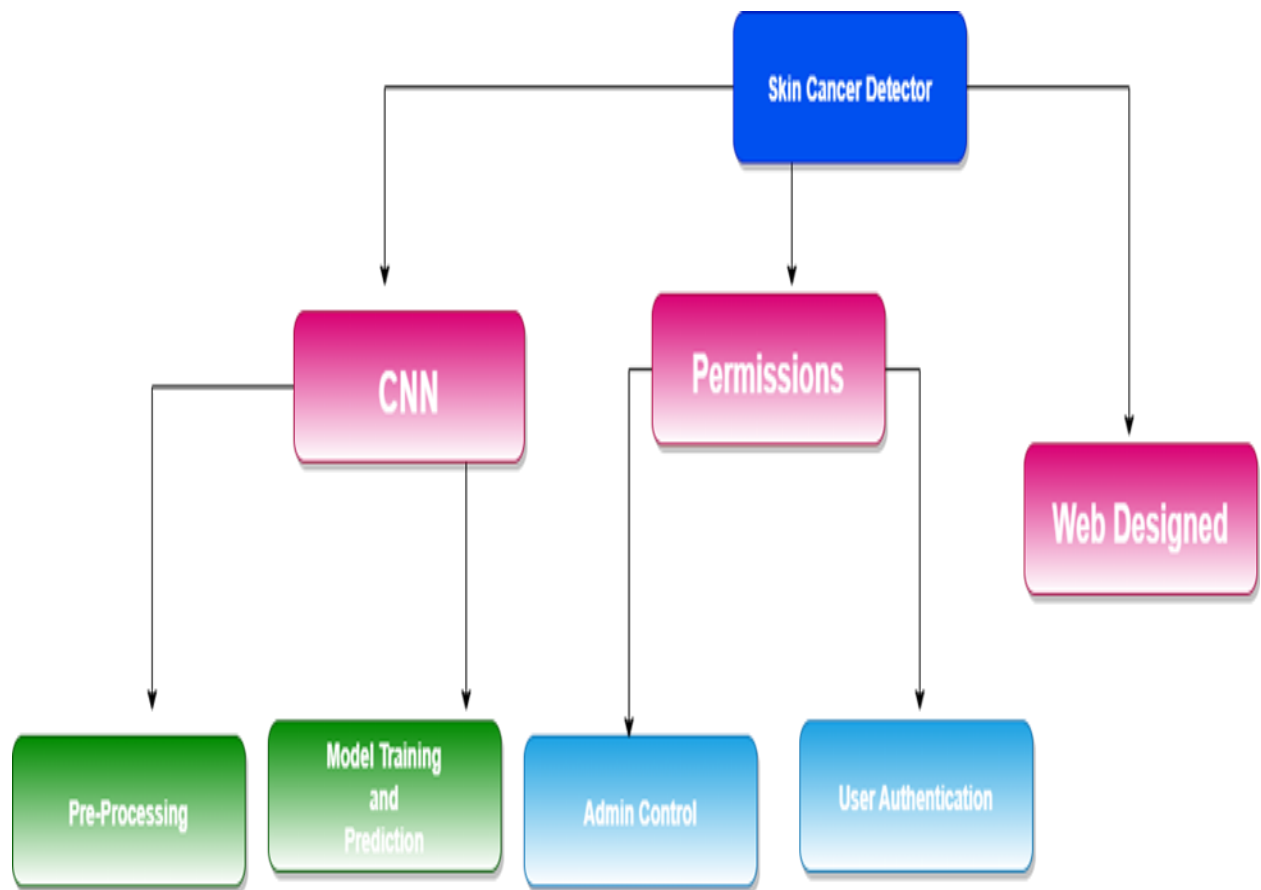 Skin Cancer Detector
CNN
Permissions
Web Designed
Pre-Processing
Model Training
and
Prediction
Admin Control
User Authentication